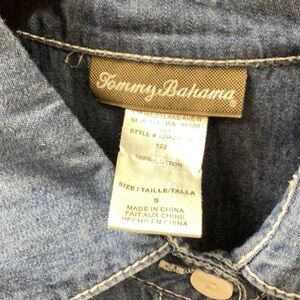 Tommy Bahama®
STYLE #
T22
100% COTTON
SIZE/TAILLE/TALLA
S
MADE IN CHINA
FAIT AUX CHINE
HECHO EN CHINA